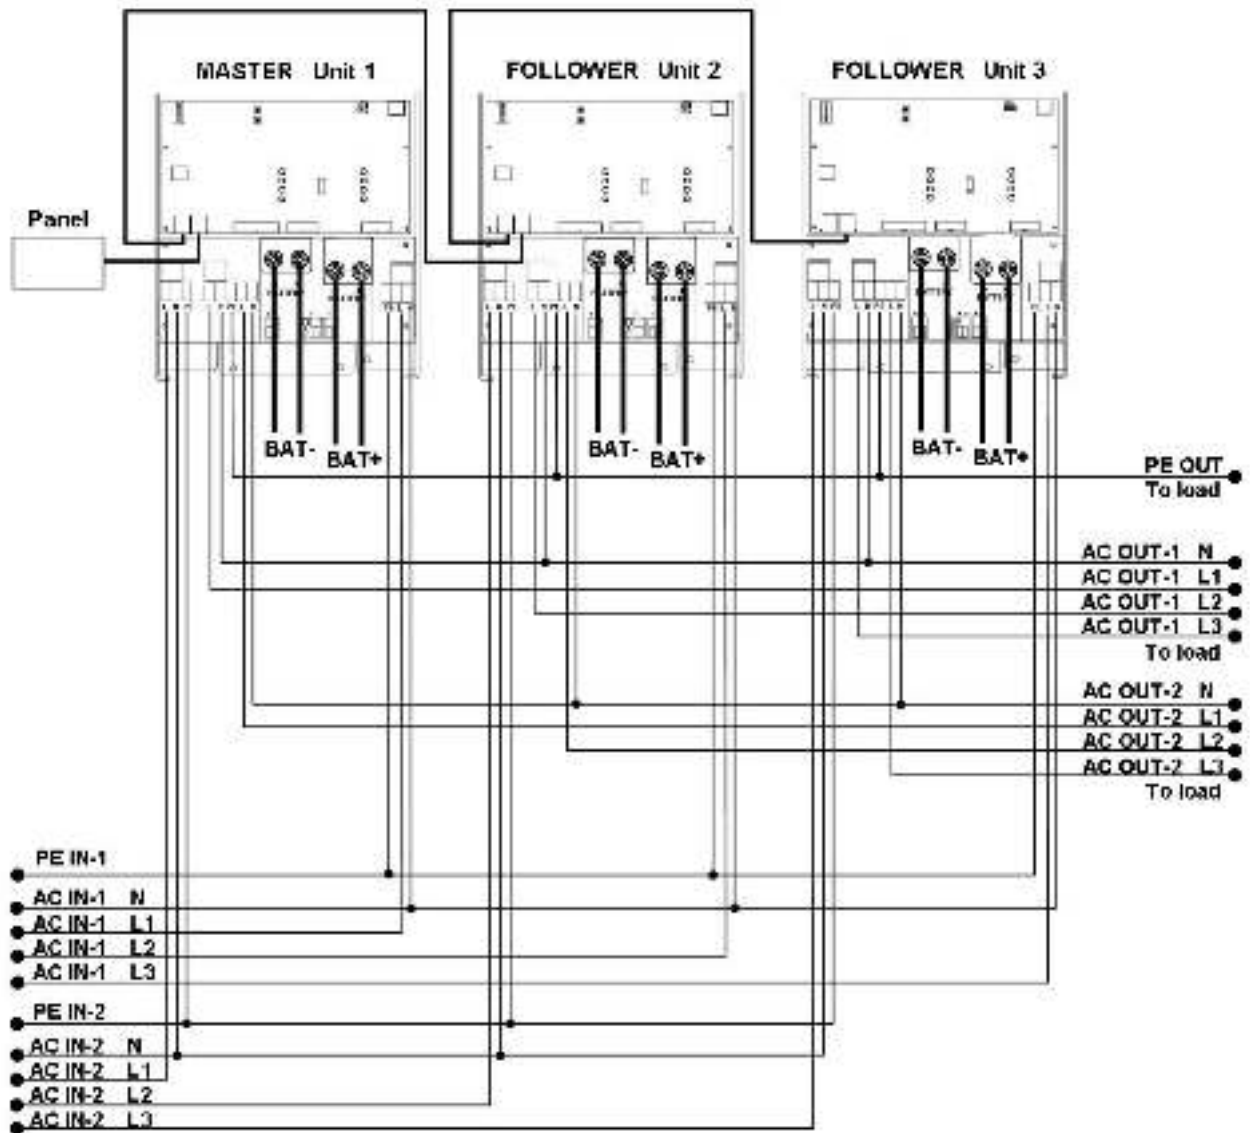 MASTER Unit 1
FOLLOWER Unit 2
FOLLOWER Unit 3
Panel
BAT-
BAT+
BAT-
BAT+
BAT-
BAT+
PE OUT
To load
AC OUT-1 N
AC OUT-1 L1
AC OUT-1 L2
AC OUT-1 L3
To load
AC OUT-2 N
AC OUT-2 L1
AC OUT-2 L2
AC OUT-2 L3
To load
PE IN-1
AC IN-1 N
AC IN-1 L1
AC IN-1 L2
AC IN-1 L3
PE IN-2
AC IN-2 N
AC IN-2 L1
AC IN-2 L2
AC IN-2 L3